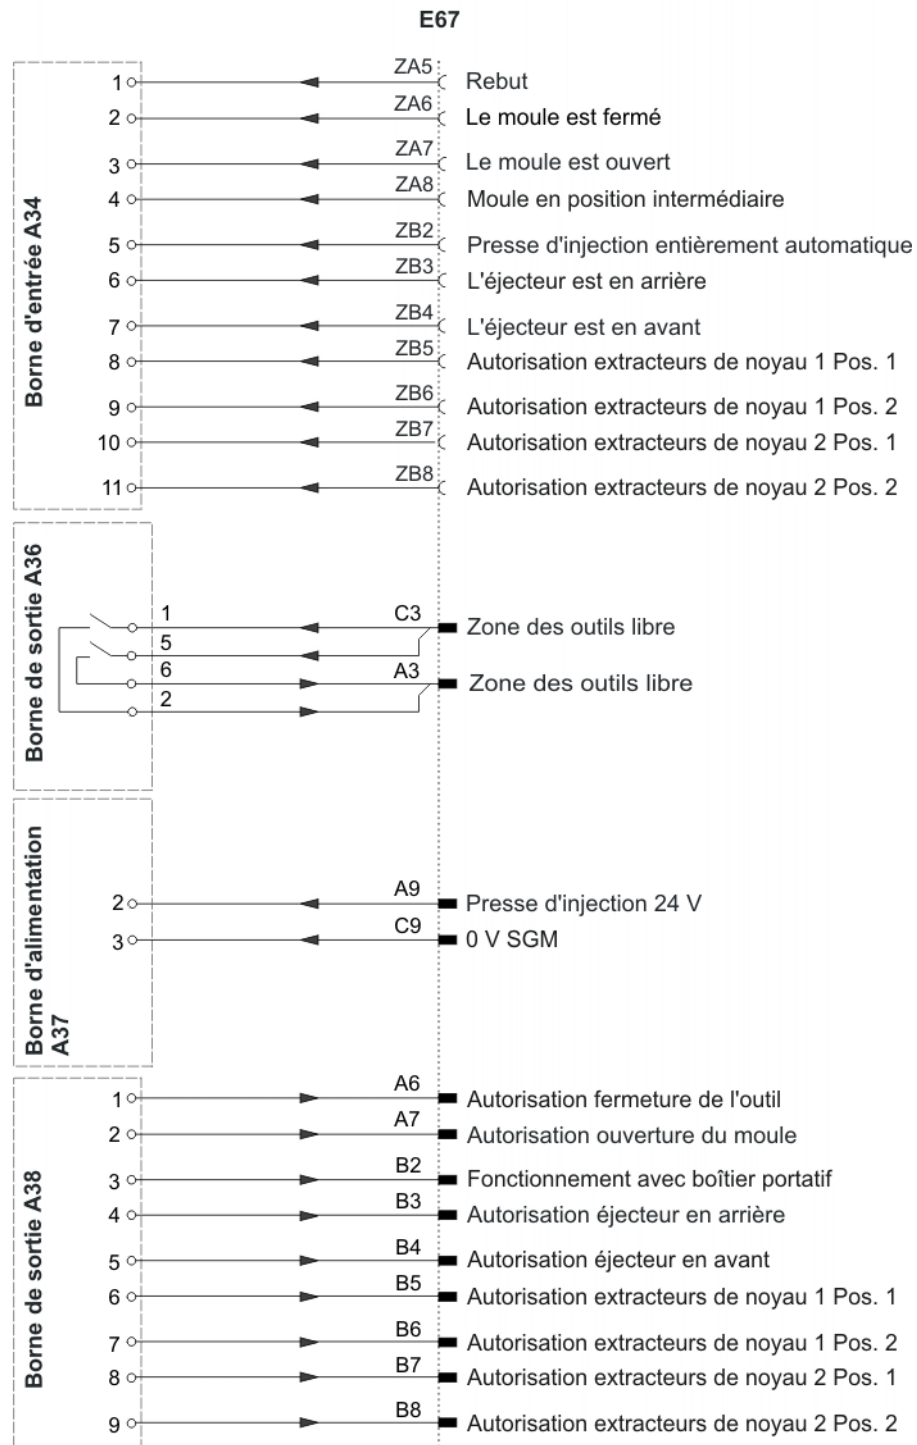 E67
Borne d'entrée A34
1 ZA5 Rebut
2 ZA6 Le moule est fermé
3 ZA7 Le moule est ouvert
4 ZA8 Moule en position intermédiaire
5 ZB2 Presse d'injection entièrement automatique
6 ZB3 L'éjecteur est en arrière
7 ZB4 L'éjecteur est en avant
8 ZB5 Autorisation extracteurs de noyau 1 Pos. 1
9 ZB6 Autorisation extracteurs de noyau 1 Pos. 2
10 ZB7 Autorisation extracteurs de noyau 2 Pos. 1
11 ZB8 Autorisation extracteurs de noyau 2 Pos. 2
Borne de sortie A36
1 C3 Zone des outils libre
5
6 A3 Zone des outils libre
2
Borne d'alimentation
A37
2 A9 Presse d'injection 24 V
3 C9 0 V SGM
Borne de sortie A38
1 A6 Autorisation fermeture de l'outil
2 A7 Autorisation ouverture du moule
3 B2 Fonctionnement avec boîtier portatif
4 B3 Autorisation éjecteur en arrière
5 B4 Autorisation éjecteur en avant
6 B5 Autorisation extracteurs de noyau 1 Pos. 1
7 B6 Autorisation extracteurs de noyau 1 Pos. 2
8 B7 Autorisation extracteurs de noyau 2 Pos. 1
9 B8 Autorisation extracteurs de noyau 2 Pos. 2